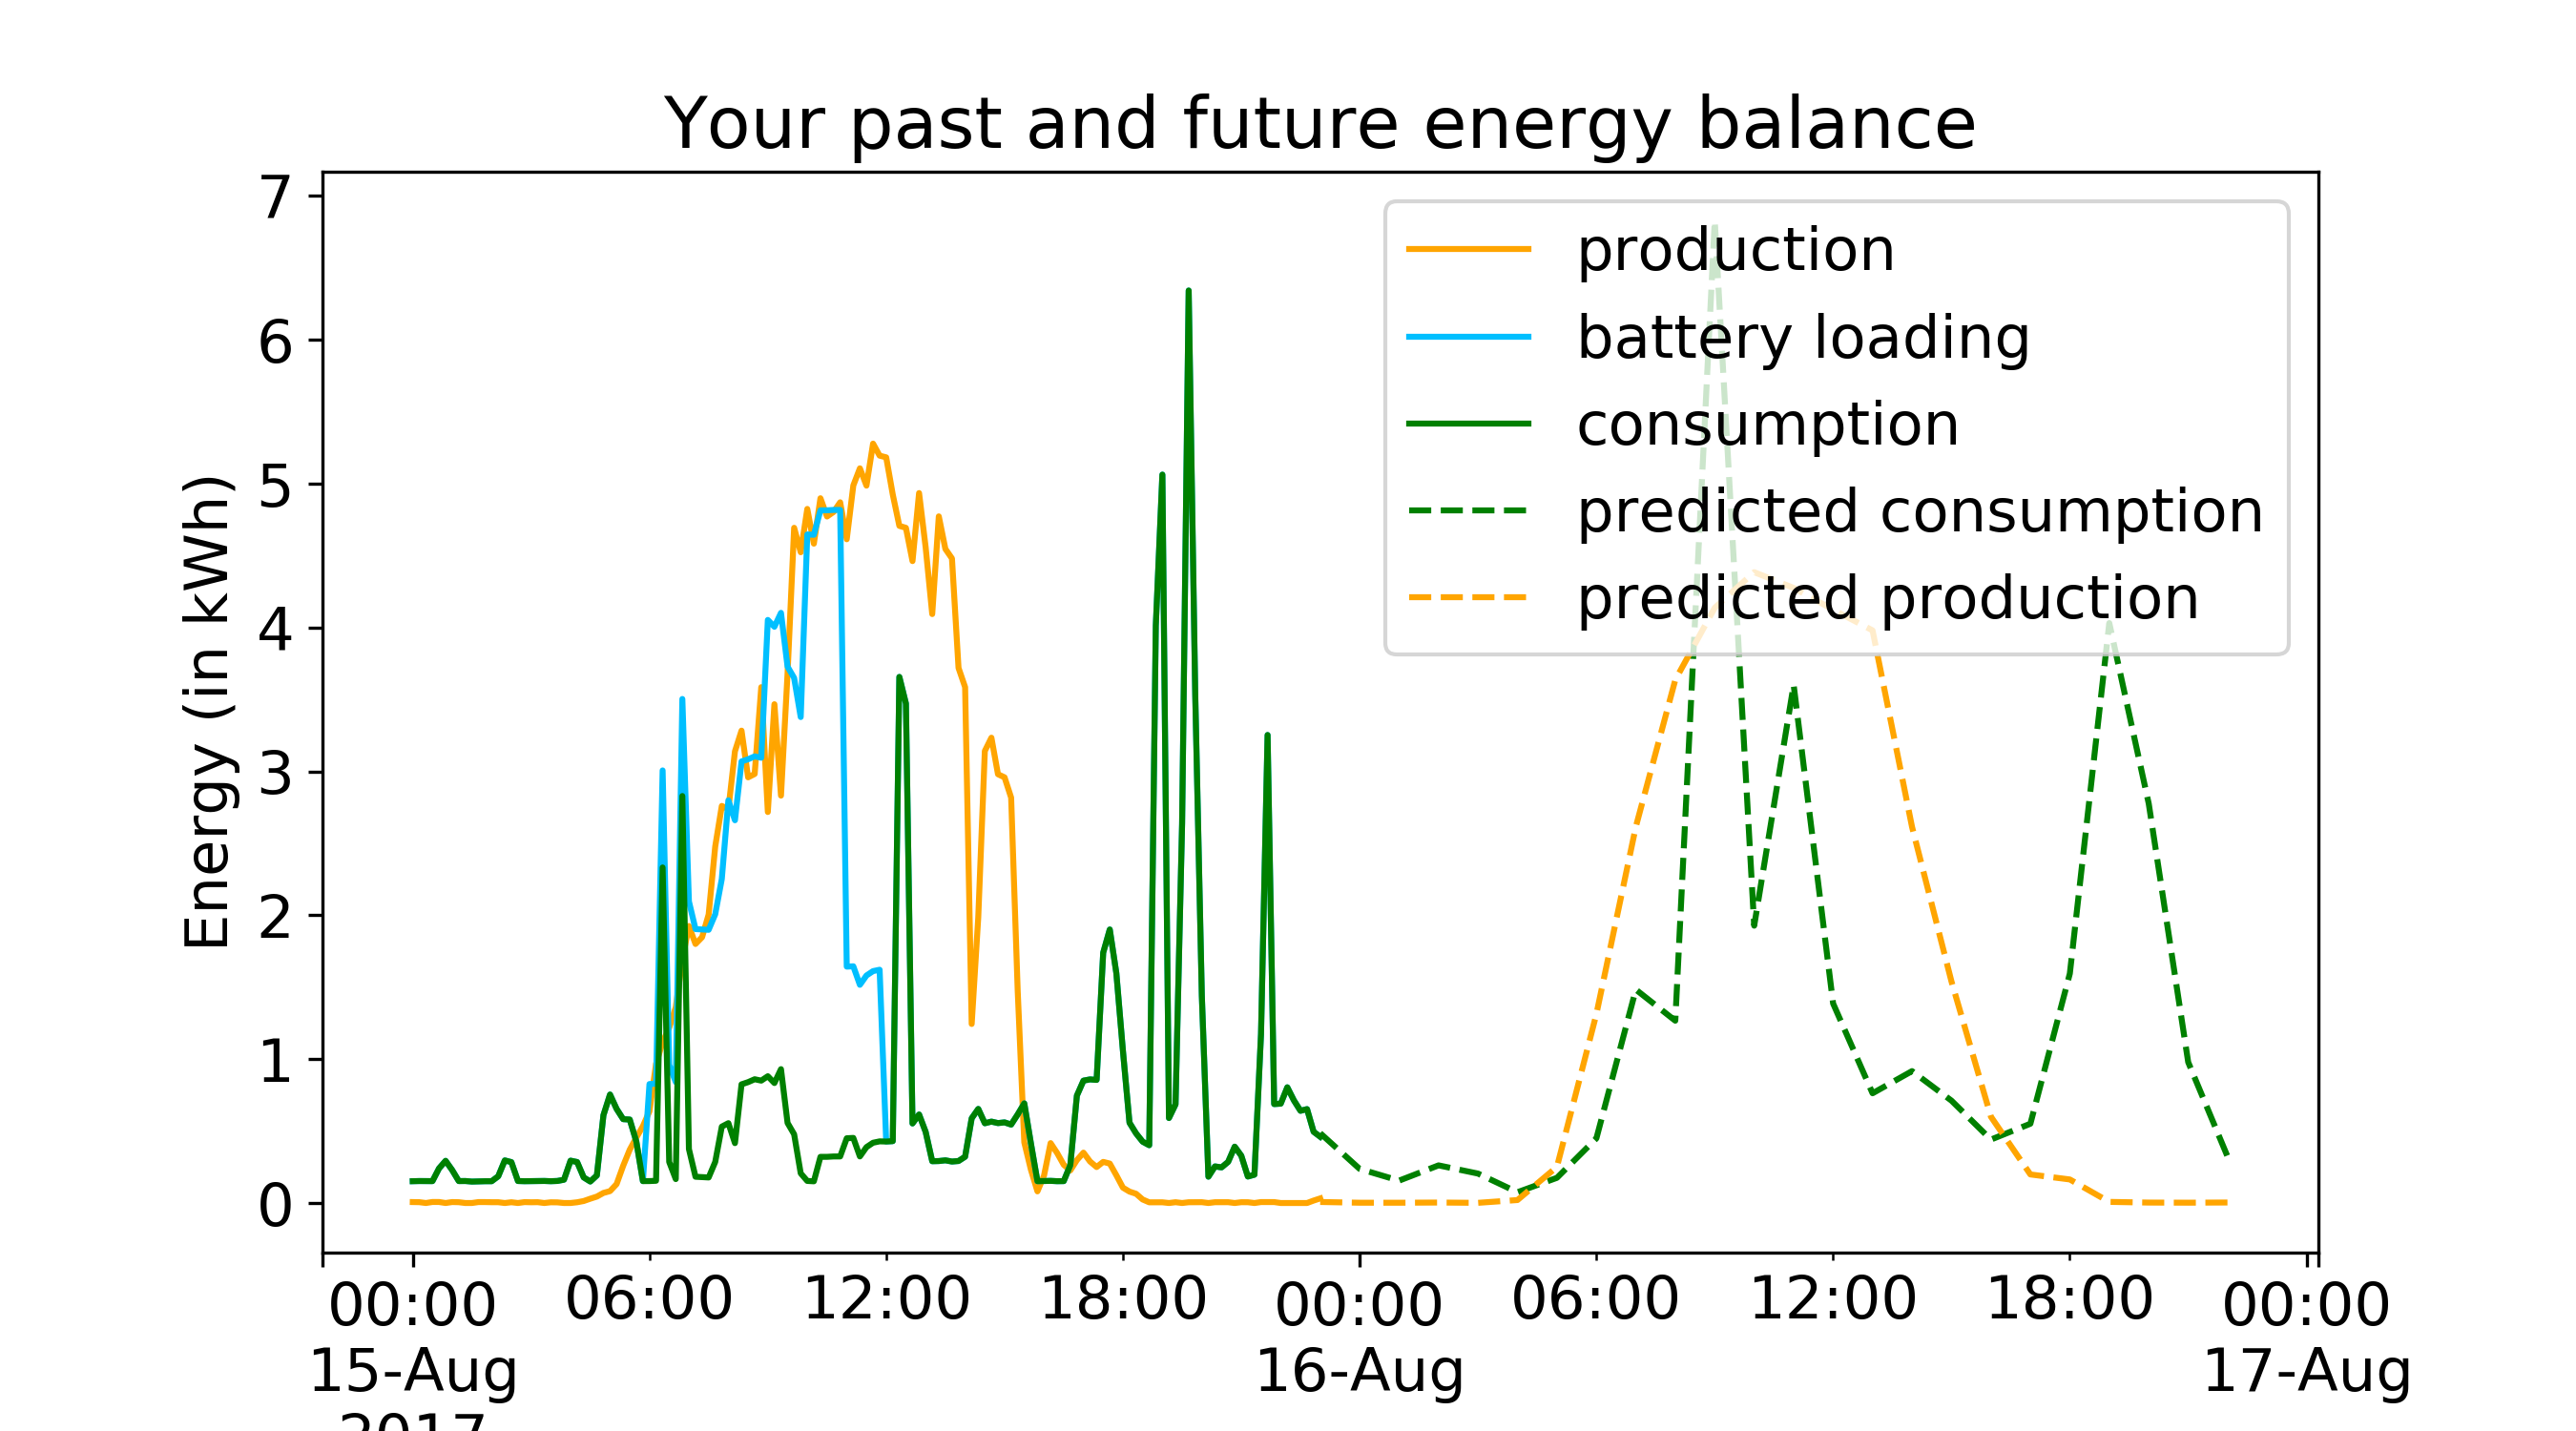 Your past and future energy balance
Energy (in kWh)
7
6
5
4
3
2
1
0
production
battery loading
consumption
predicted consumption
predicted production
00:00 06:00 12:00 18:00 00:00 06:00 12:00 18:00 00:00
15-Aug 16-Aug 17-Aug
2017